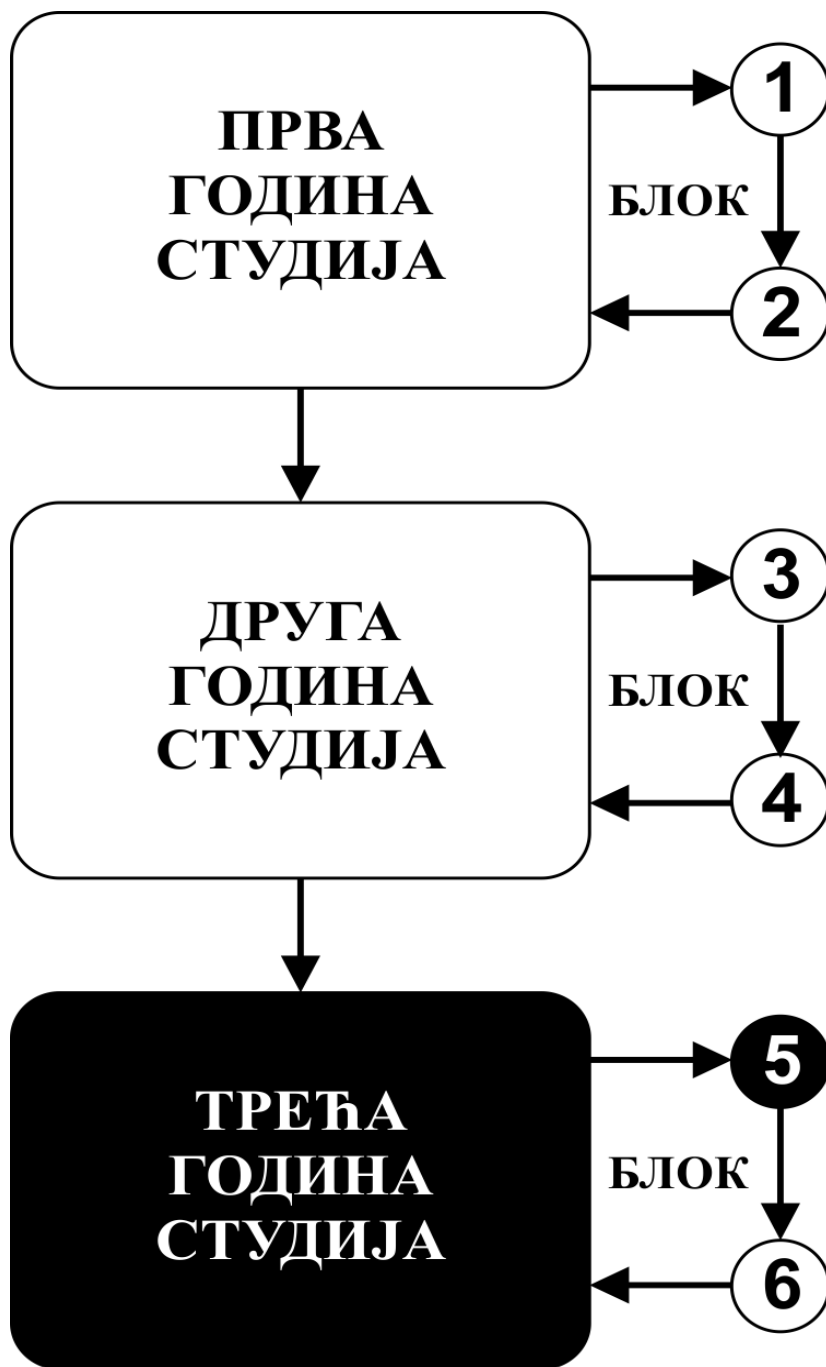 ПРВА
ГОДИНА
СТУДИЈА
1
БЛОК
2
ДРУГА
ГОДИНА
СТУДИЈА
3
БЛОК
4
ТРЕЋА
ГОДИНА
СТУДИЈА
5
БЛОК
6